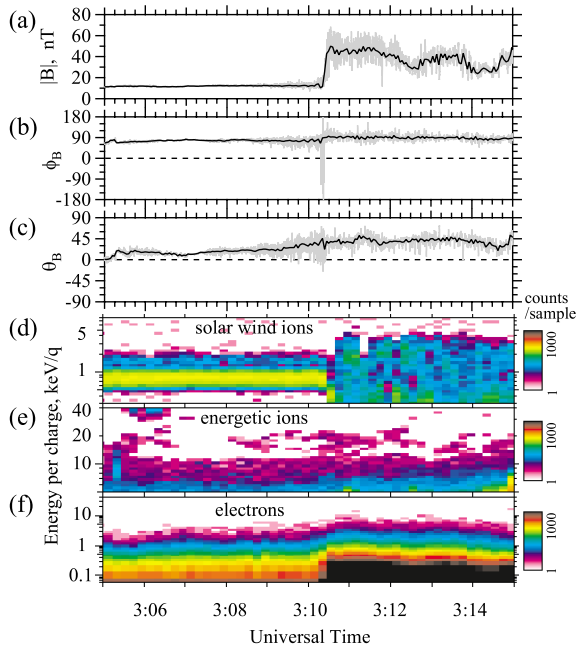 (a)
|B|, nT
80
60
40
20
0
(b)
ϕB
180
90
0
-90
-180
(c)
θB
90
45
0
-45
-90
counts
/sample
(d)
solar wind ions
5
1
1000
1
Energy per charge, keV/q
(e)
energetic ions
40
20
10
1000
1
(f)
electrons
10
1
0.1
1000
1
3:06 3:08 3:10 3:12 3:14
Universal Time